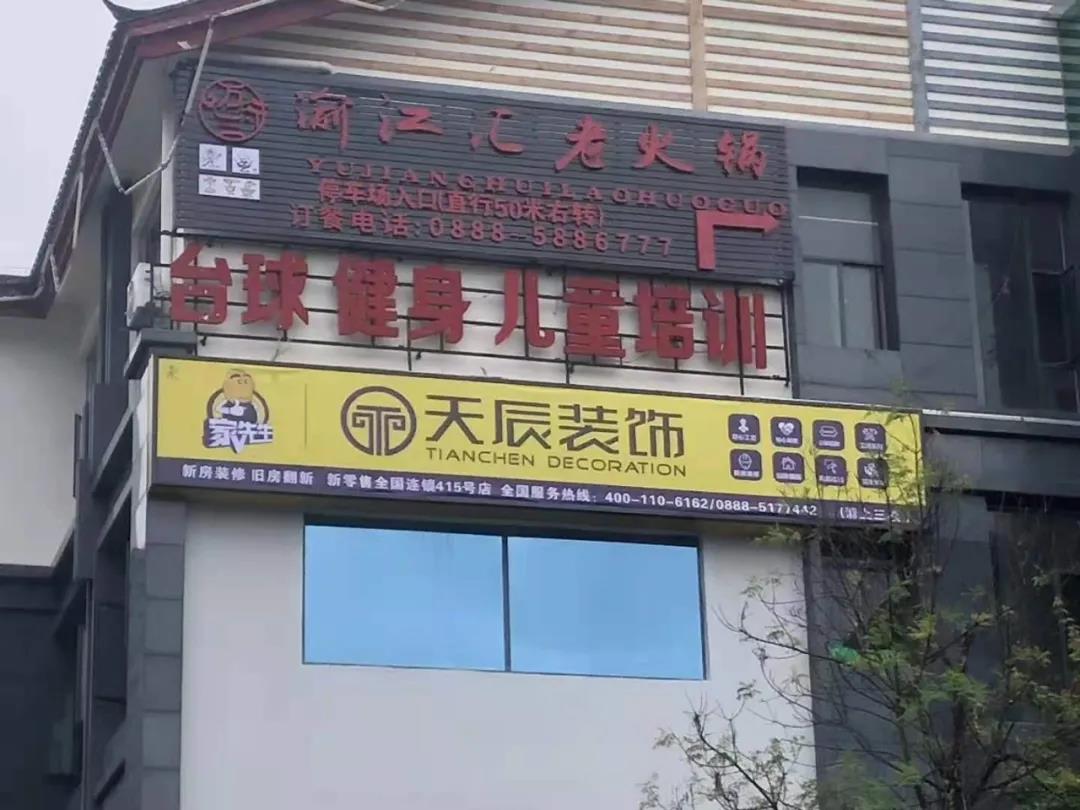 渝江汇老火锅
YUJIANGHUILAOHUOGUO
停车场入口(直行50米右转)
订餐电话:0888-5886777
台球 健身 儿童培训
家先生
天辰装饰
TIANCHEN DECORATION
新房装修 旧房翻新 新零售全国连锁415号店 全国服务热线：400-110-6162/0888-5177442